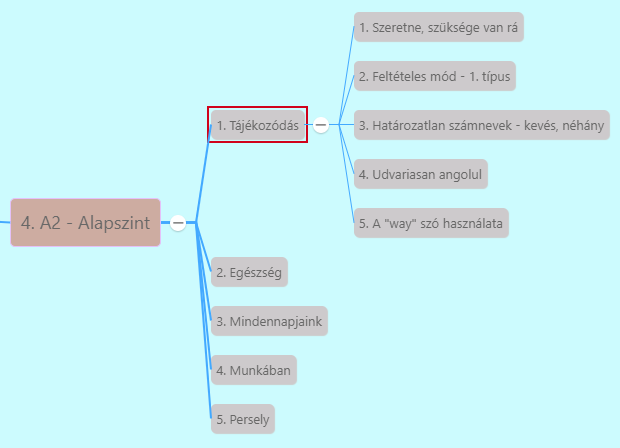 4. A2 - Alapszint
1. Tájékozódás
1. Szeretne, szüksége van rá
2. Feltételes mód - 1. típus
3. Határozatlan számnevek - kevés, néhány
4. Udvariasan angolul
5. A "way" szó használata
2. Egészség
3. Mindennapjaink
4. Munkában
5. Persely